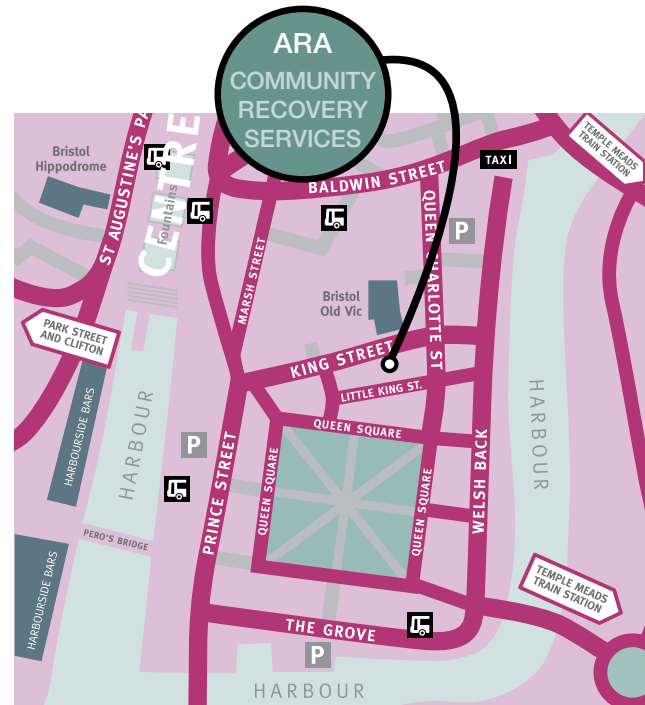 ARA
COMMUNITY
RECOVERY
SERVICES
TEMPLE MEADS
TRAIN STATION
ST AUGUSTINE'S PA
CENTRE
Fountains
Bristol
Hippodrome
TAXI
BALDWIN STREET
P
QUEEN CHARLOTTE ST
MARSH STREET
Bristol
Old Vic
PARK STREET
AND CLIFTON
KING STREET
LITTLE KING ST.
HARBOURSIDE BARS
HARBOUR
HARBOUR
QUEEN SQUARE
P
PRINCE STREET
QUEEN SQUARE
QUEEN SQUARE
WELSH BACK
PERO'S BRIDGE
HARBOURSIDE BARS
TEMPLE MEADS
TRAIN STATION
THE GROVE
P
HARBOUR